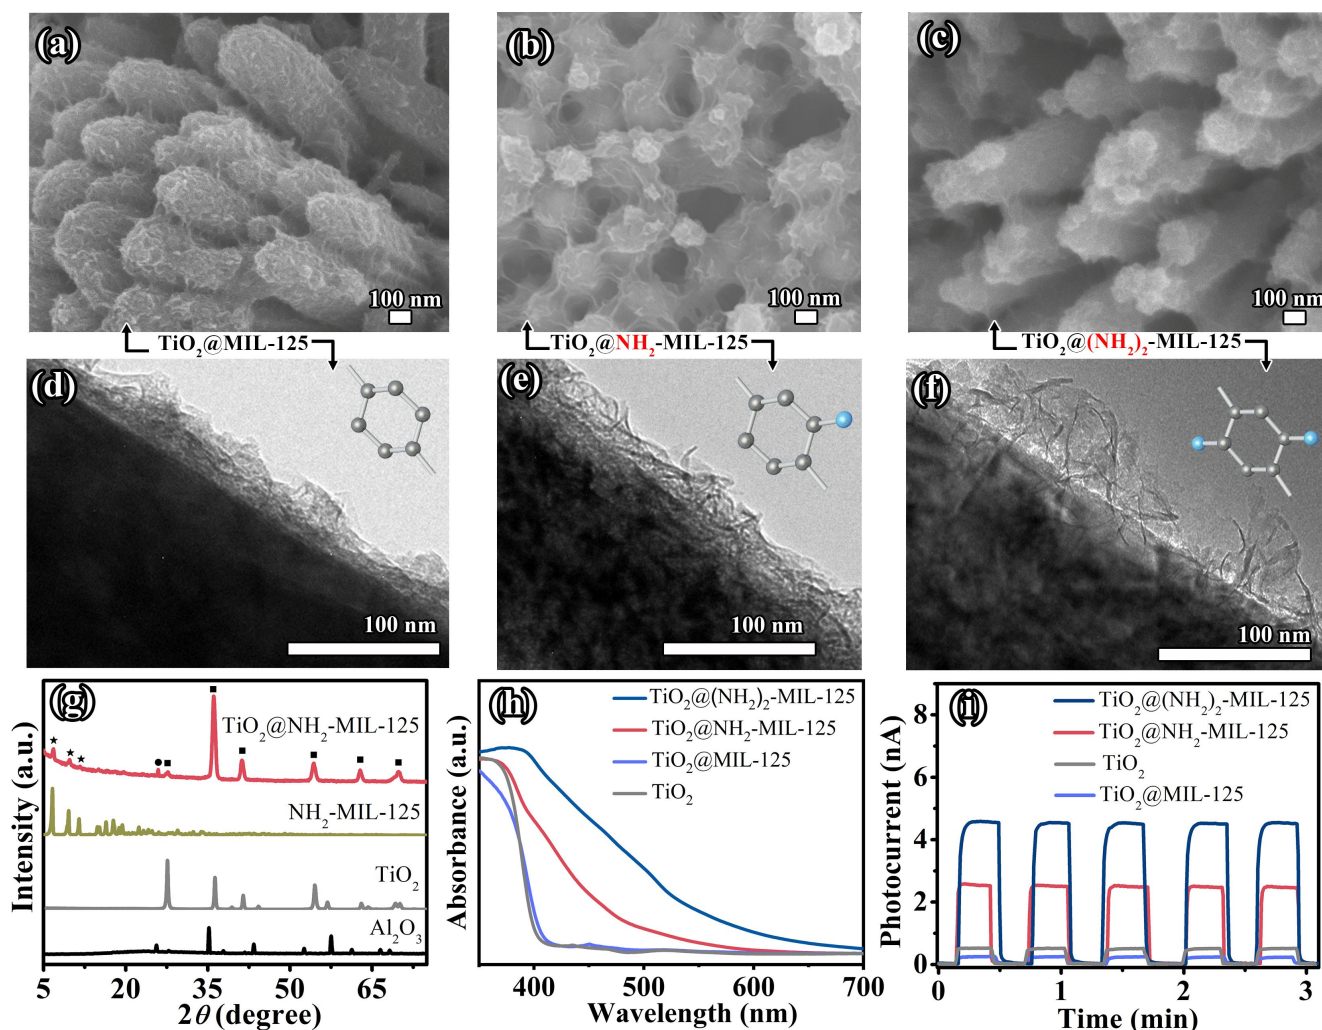 (a)
(b)
(c)
100 nm
100 nm
100 nm
TiO₂@MIL-125
TiO₂@NH₂-MIL-125
TiO₂@(NH₂)₂-MIL-125
(d)
(e)
(f)
100 nm
100 nm
100 nm
(g)
TiO₂@NH₂-MIL-125
NH₂-MIL-125
TiO₂
Al₂O₃
Intensity (a.u.)
5 20 35 50 65
2θ (degree)
(h)
TiO₂@(NH₂)₂-MIL-125
TiO₂@NH₂-MIL-125
TiO₂@MIL-125
TiO₂
Absorbance (a.u.)
400 500 600 700
Wavelength (nm)
(i)
TiO₂@(NH₂)₂-MIL-125
TiO₂@NH₂-MIL-125
TiO₂
TiO₂@MIL-125
Photocurrent (nA)
8
6
4
2
0
0 1 2 3
Time (min)